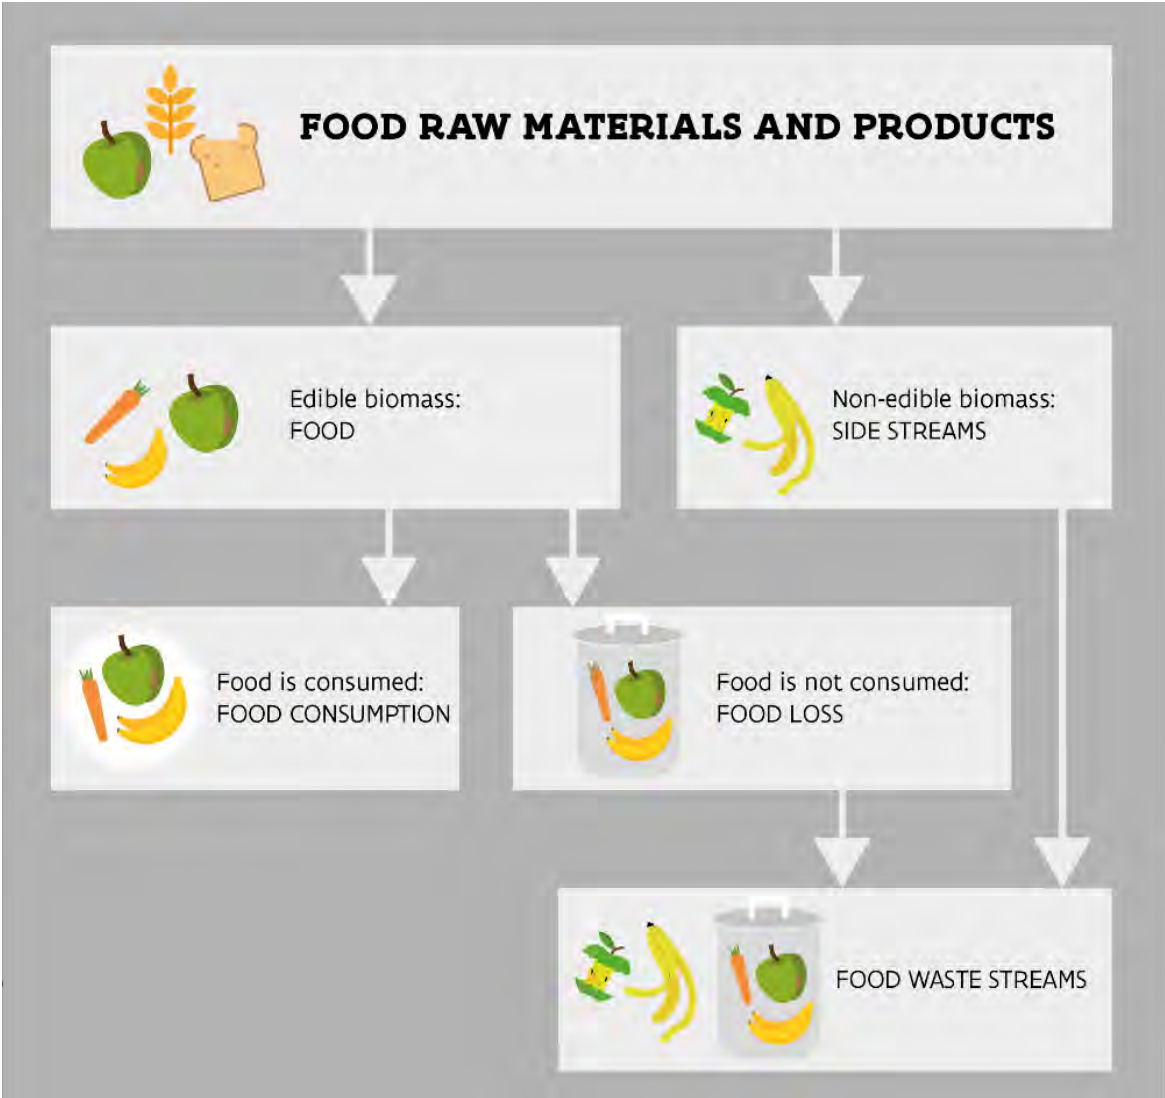 FOOD RAW MATERIALS AND PRODUCTS
Edible biomass:
FOOD
Non-edible biomass:
SIDE STREAMS
Food is consumed:
FOOD CONSUMPTION
Food is not consumed:
FOOD LOSS
FOOD WASTE STREAMS